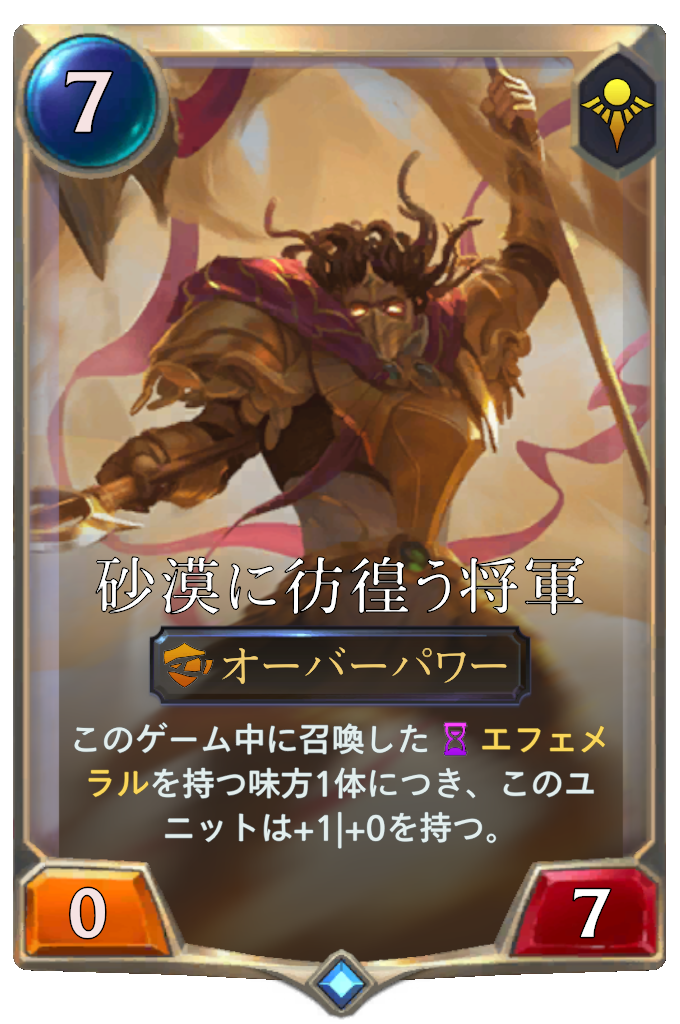 7
砂漠に彷徨う将軍
オーバーパワー
このゲーム中に召喚した エフェメ
ラルを持つ味方1体につき、このユ
ニットは+1|+0を持つ。
0
7